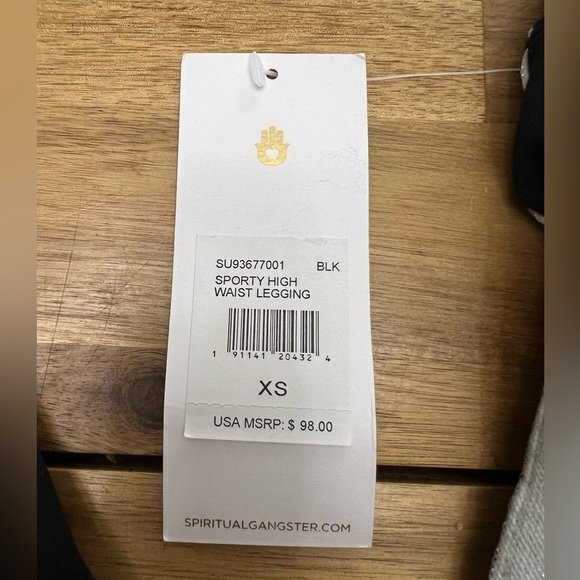 SU93677001 BLK
SPORTY HIGH
WAIST LEGGING
1 91141 20432 4
XS
USA MSRP: $ 98.00
SPIRITUALGANGSTER.COM